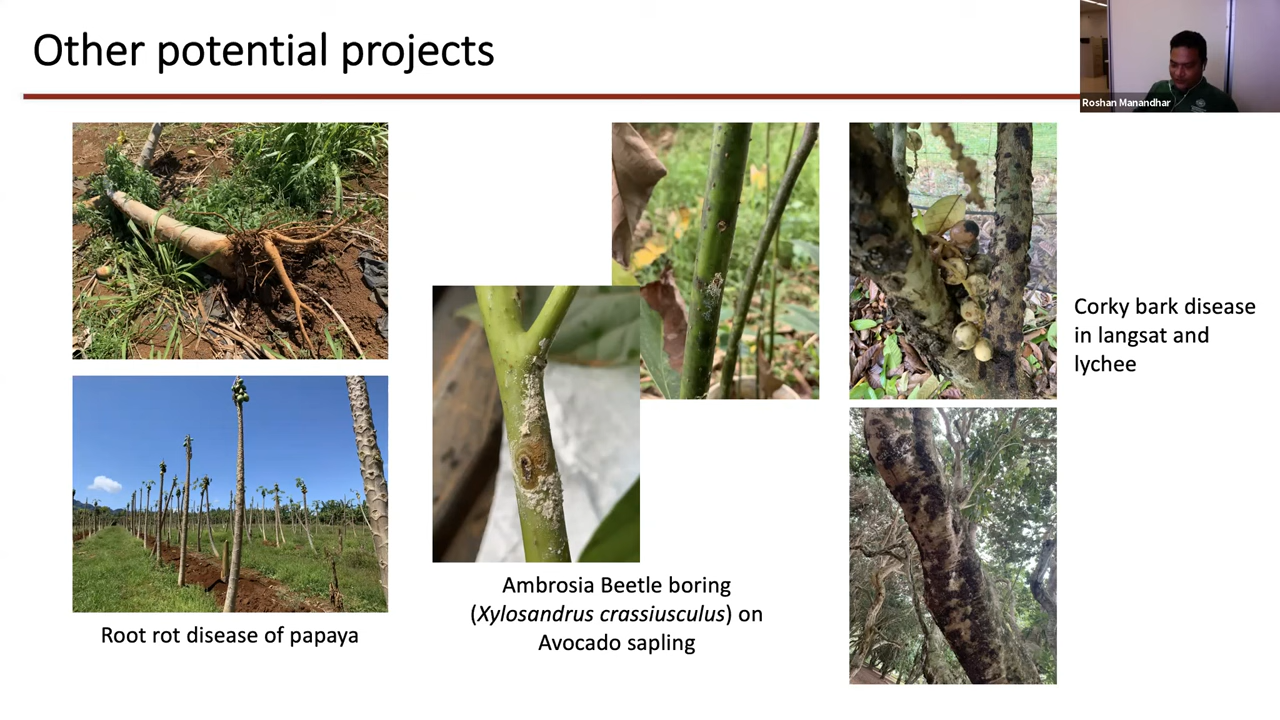 Other potential projects
Roshan Manandhar
Corky bark disease
in langsat and
lychee
Ambrosia Beetle boring
(Xylosandrus crassiusculus) on
Avocado sapling
Root rot disease of papaya